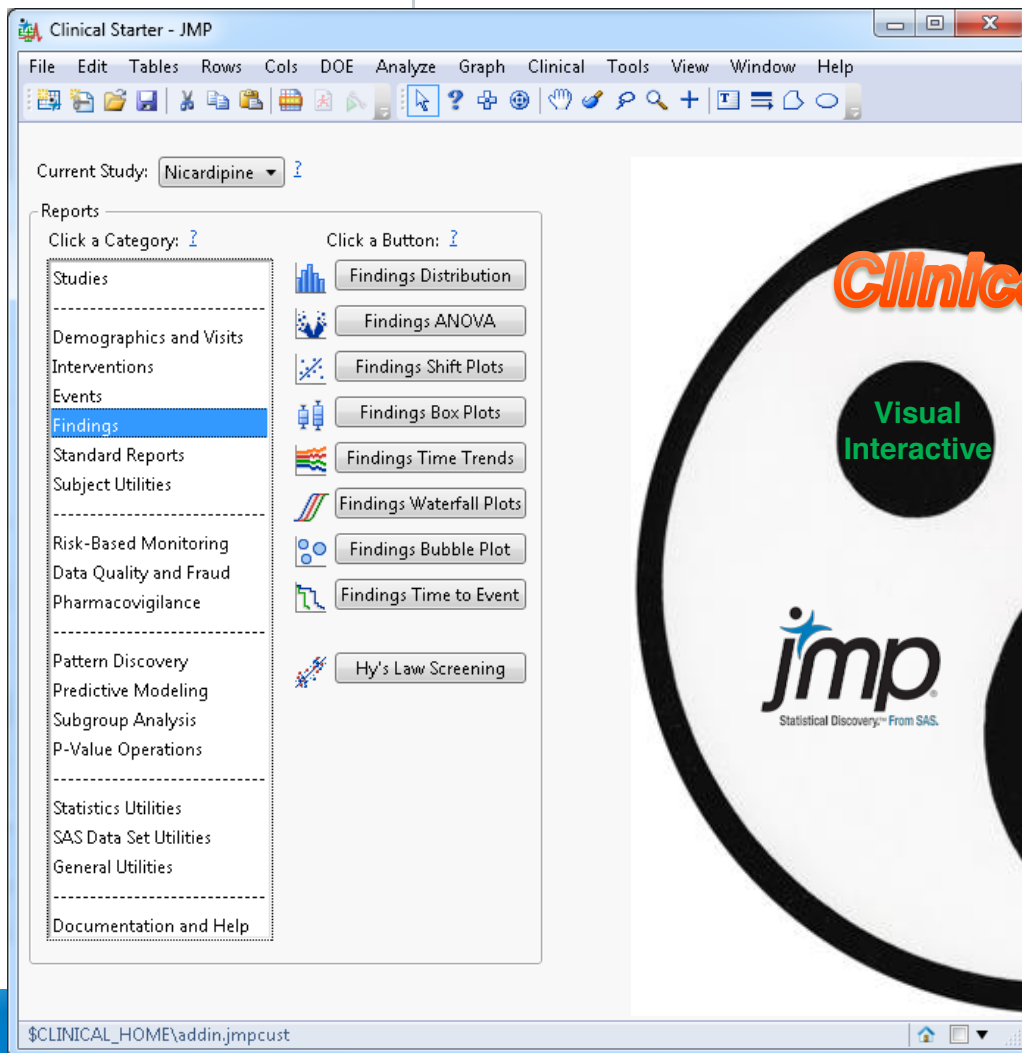 Clinical Starter - JMP
File Edit Tables Rows Cols DOE Analyze Graph Clinical Tools View Window Help
Current Study: Nicardipine ?
Reports
Click a Category: ?
Studies
Demographics and Visits
Interventions
Events
Findings
Standard Reports
Subject Utilities
Risk-Based Monitoring
Data Quality and Fraud
Pharmacovigilance
Pattern Discovery
Predictive Modeling
Subgroup Analysis
P-Value Operations
Statistics Utilities
SAS Data Set Utilities
General Utilities
Documentation and Help
Click a Button: ?
Findings Distribution
Findings ANOVA
Findings Shift Plots
Findings Box Plots
Findings Time Trends
Findings Waterfall Plots
Findings Bubble Plot
Findings Time to Event
Hy's Law Screening
Visual
Interactive
jmp
Statistical Discovery.™ From SAS.
$CLINICAL_HOME\addin.jmpcust